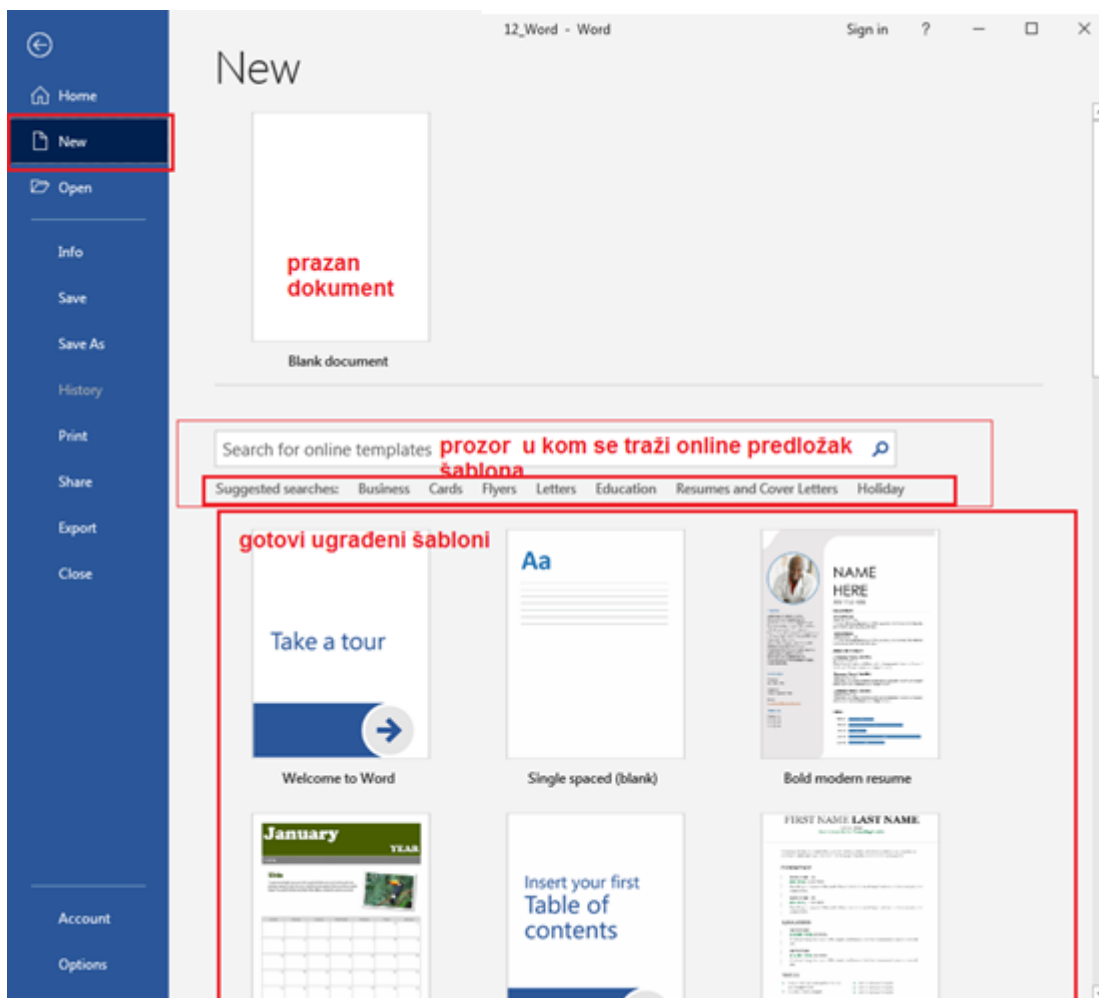 12_Word - Word
Sign in ?
New
Home
New
Open
Info
Save
Save As
History
Print
Share
Export
Close
Account
Options
prazan
dokument
Blank document
Search for online templates
prozor u kom se traži online predložak
šablona
Suggested searches: Business Cards Flyers Letters Education Resumes and Cover Letters Holiday
gotovi ugrađeni šabloni
Take a tour
Welcome to Word
Aa
Single spaced (blank)
NAME
HERE
Bold modern resume
January
YEAR
Title
Insert your first
Table of
contents
FIRST NAME LAST NAME